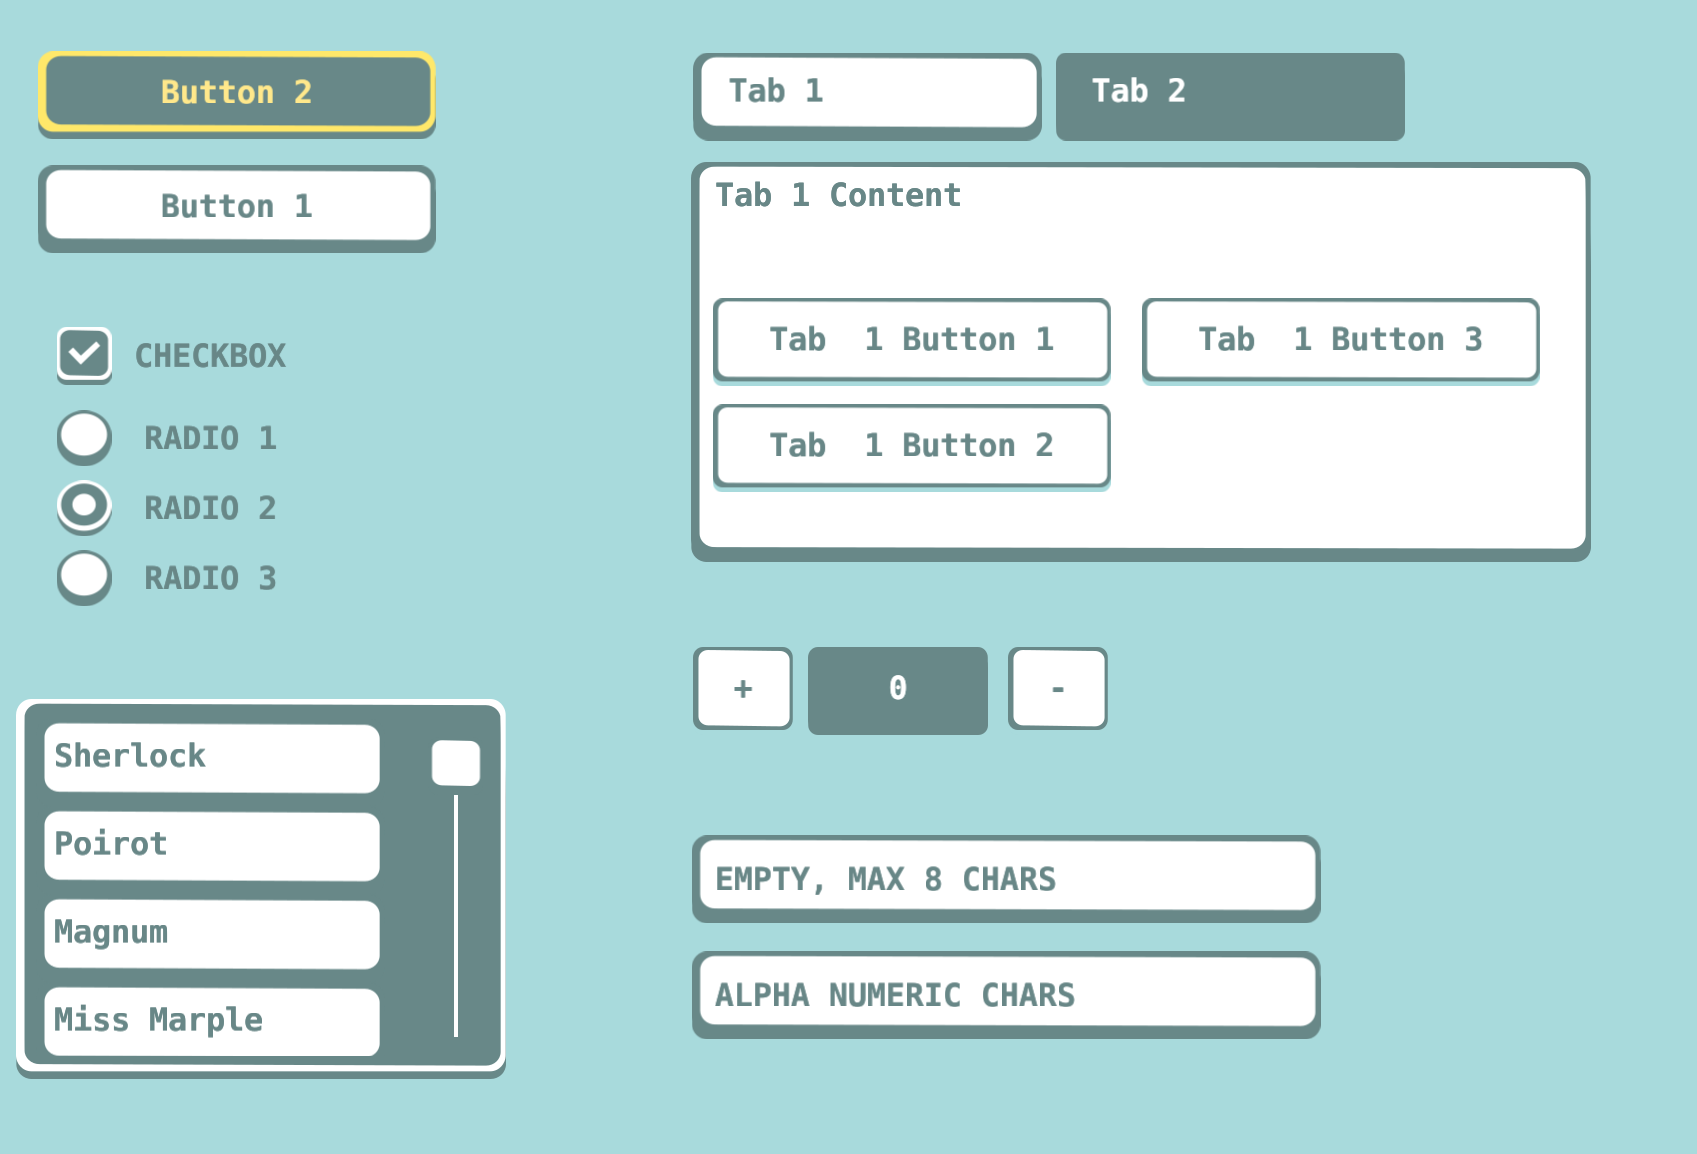 Button 2
Button 1
CHECKBOX
RADIO 1
RADIO 2
RADIO 3
Sherlock
Poirot
Magnum
Miss Marple
Tab 1
Tab 2
Tab 1 Content
Tab  1 Button 1
Tab  1 Button 3
Tab  1 Button 2
+
0
-
EMPTY, MAX 8 CHARS
ALPHA NUMERIC CHARS